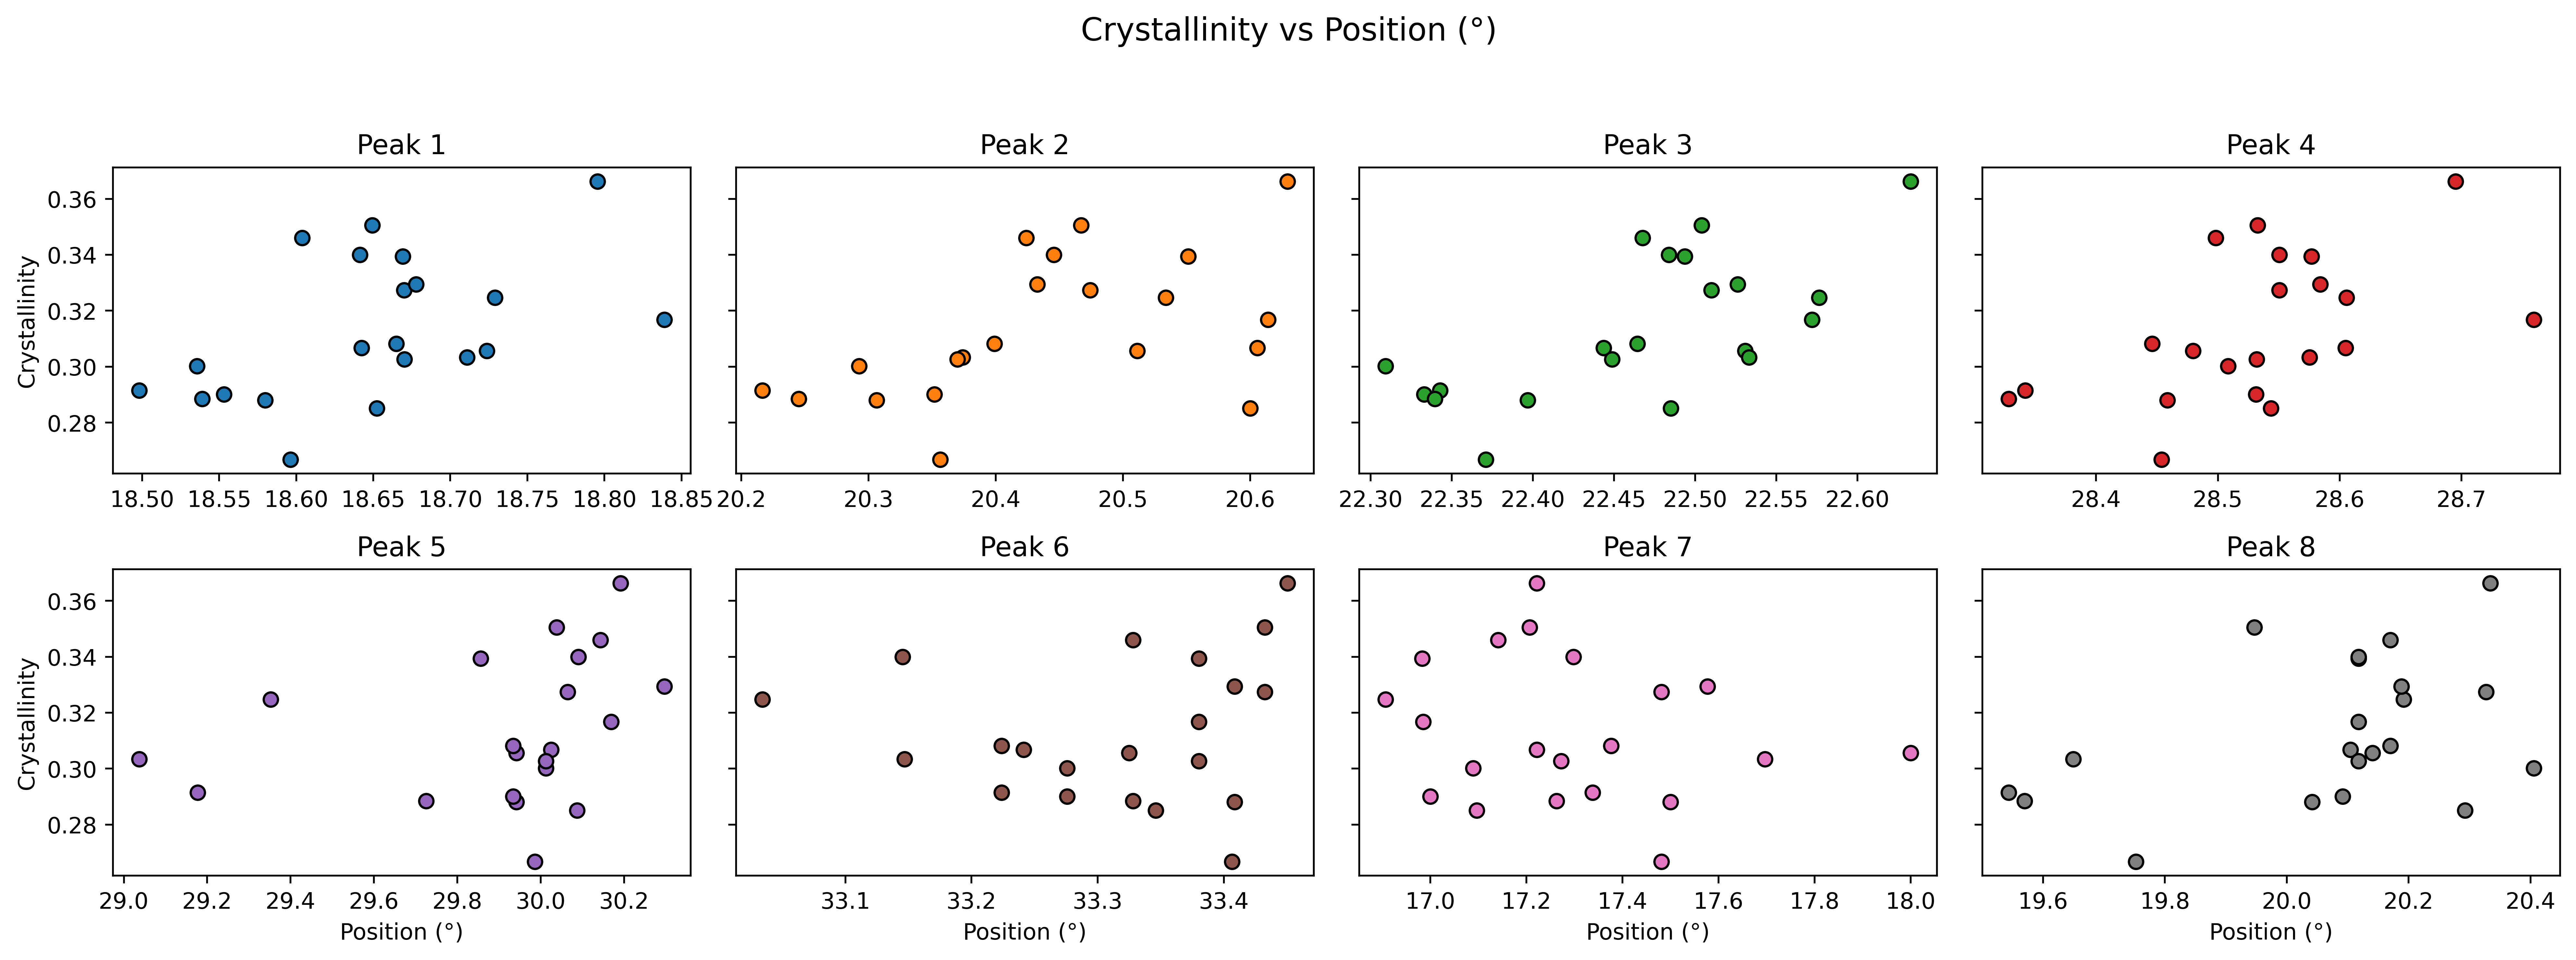 Crystallinity vs Position (°)
Peak 1
Peak 2
Peak 3
Peak 4
Crystallinity
0.36
0.34
0.32
0.30
0.28
18.50 18.55 18.60 18.65 18.70 18.75 18.80 18.85
20.2 20.3 20.4 20.5 20.6
22.30 22.35 22.40 22.45 22.50 22.55 22.60
28.4 28.5 28.6 28.7
Peak 5
Peak 6
Peak 7
Peak 8
Crystallinity
0.36
0.34
0.32
0.30
0.28
29.0 29.2 29.4 29.6 29.8 30.0 30.2
33.1 33.2 33.3 33.4
17.0 17.2 17.4 17.6 17.8 18.0
19.6 19.8 20.0 20.2 20.4
Position (°)
Position (°)
Position (°)
Position (°)